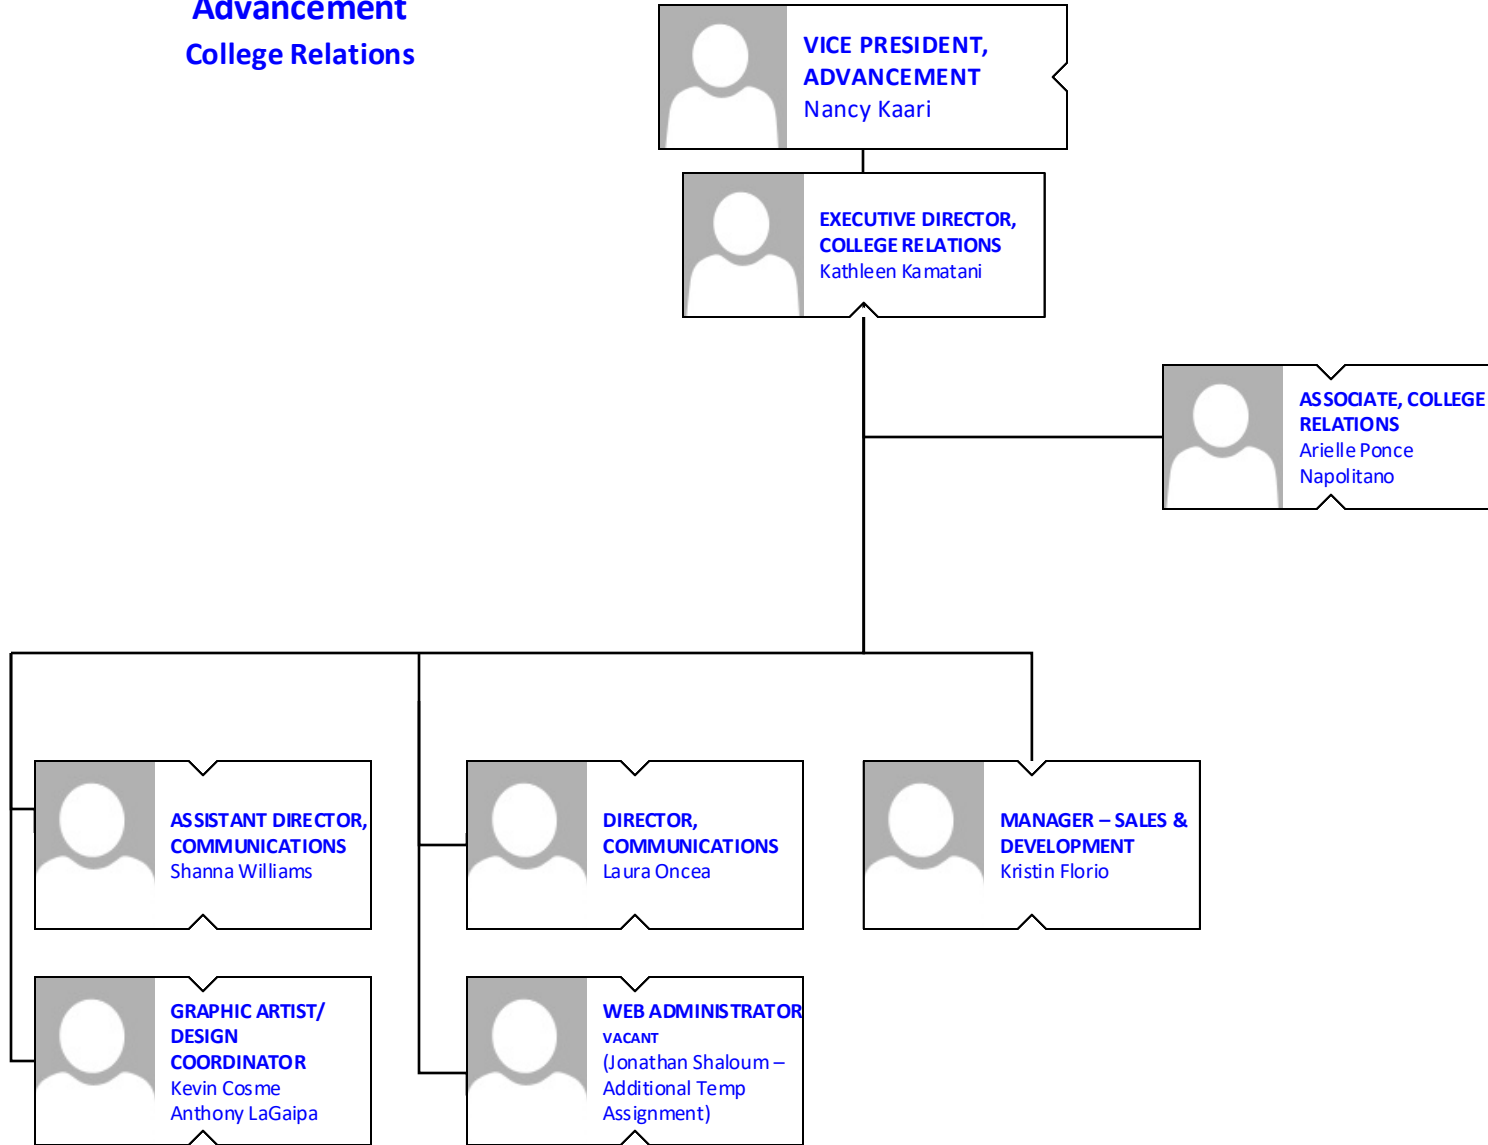 Advancement
College Relations
VICE PRESIDENT,
ADVANCEMENT
Nancy Kaari
EXECUTIVE DIRECTOR,
COLLEGE RELATIONS
Kathleen Kamatani
ASSOCIATE, COLLEGE
RELATIONS
Arielle Ponce
Napolitano
ASSISTANT DIRECTOR,
COMMUNICATIONS
Shanna Williams
DIRECTOR,
COMMUNICATIONS
Laura Oncea
MANAGER – SALES &
DEVELOPMENT
Kristin Florio
GRAPHIC ARTIST/
DESIGN
COORDINATOR
Kevin Cosme
Anthony LaGaipa
WEB ADMINISTRATOR
VACANT
(Jonathan Shaloum –
Additional Temp
Assignment)